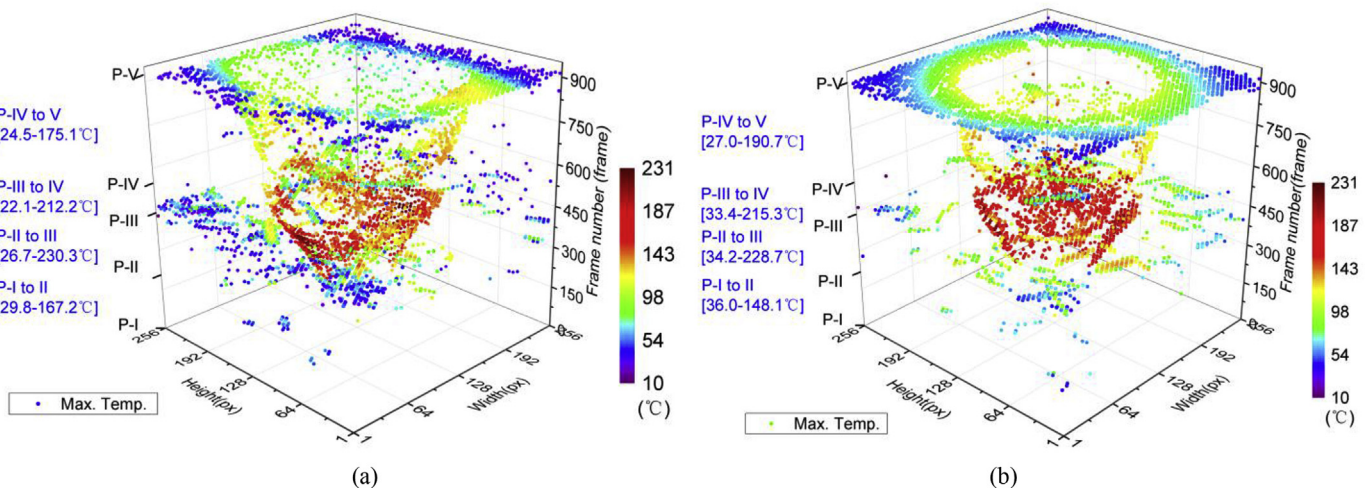 P-V
P-IV to V
24.5-175.1℃]
P-III to IV
22.1-212.2℃]
P-II to III
26.7-230.3℃]
P-I to II
29.8-167.2℃]
P-IV
P-III
P-II
P-I
256
192
128
64
1
Height(px)
1
64
128
192
Width(px)
900
750
600
450
300
150
Frame number(frame)
231
187
143
98
54
10
(℃)
Max. Temp.
(a)
P-V
P-IV to V
[27.0-190.7℃]
P-III to IV
[33.4-215.3℃]
P-II to III
[34.2-228.7℃]
P-I to II
[36.0-148.1℃]
P-IV
P-III
P-II
P-I
256
192
128
64
1
Height(px)
1
64
128
192
Width(px)
900
750
600
450
300
150
Frame number(frame)
231
187
143
98
54
10
(℃)
Max. Temp.
(b)